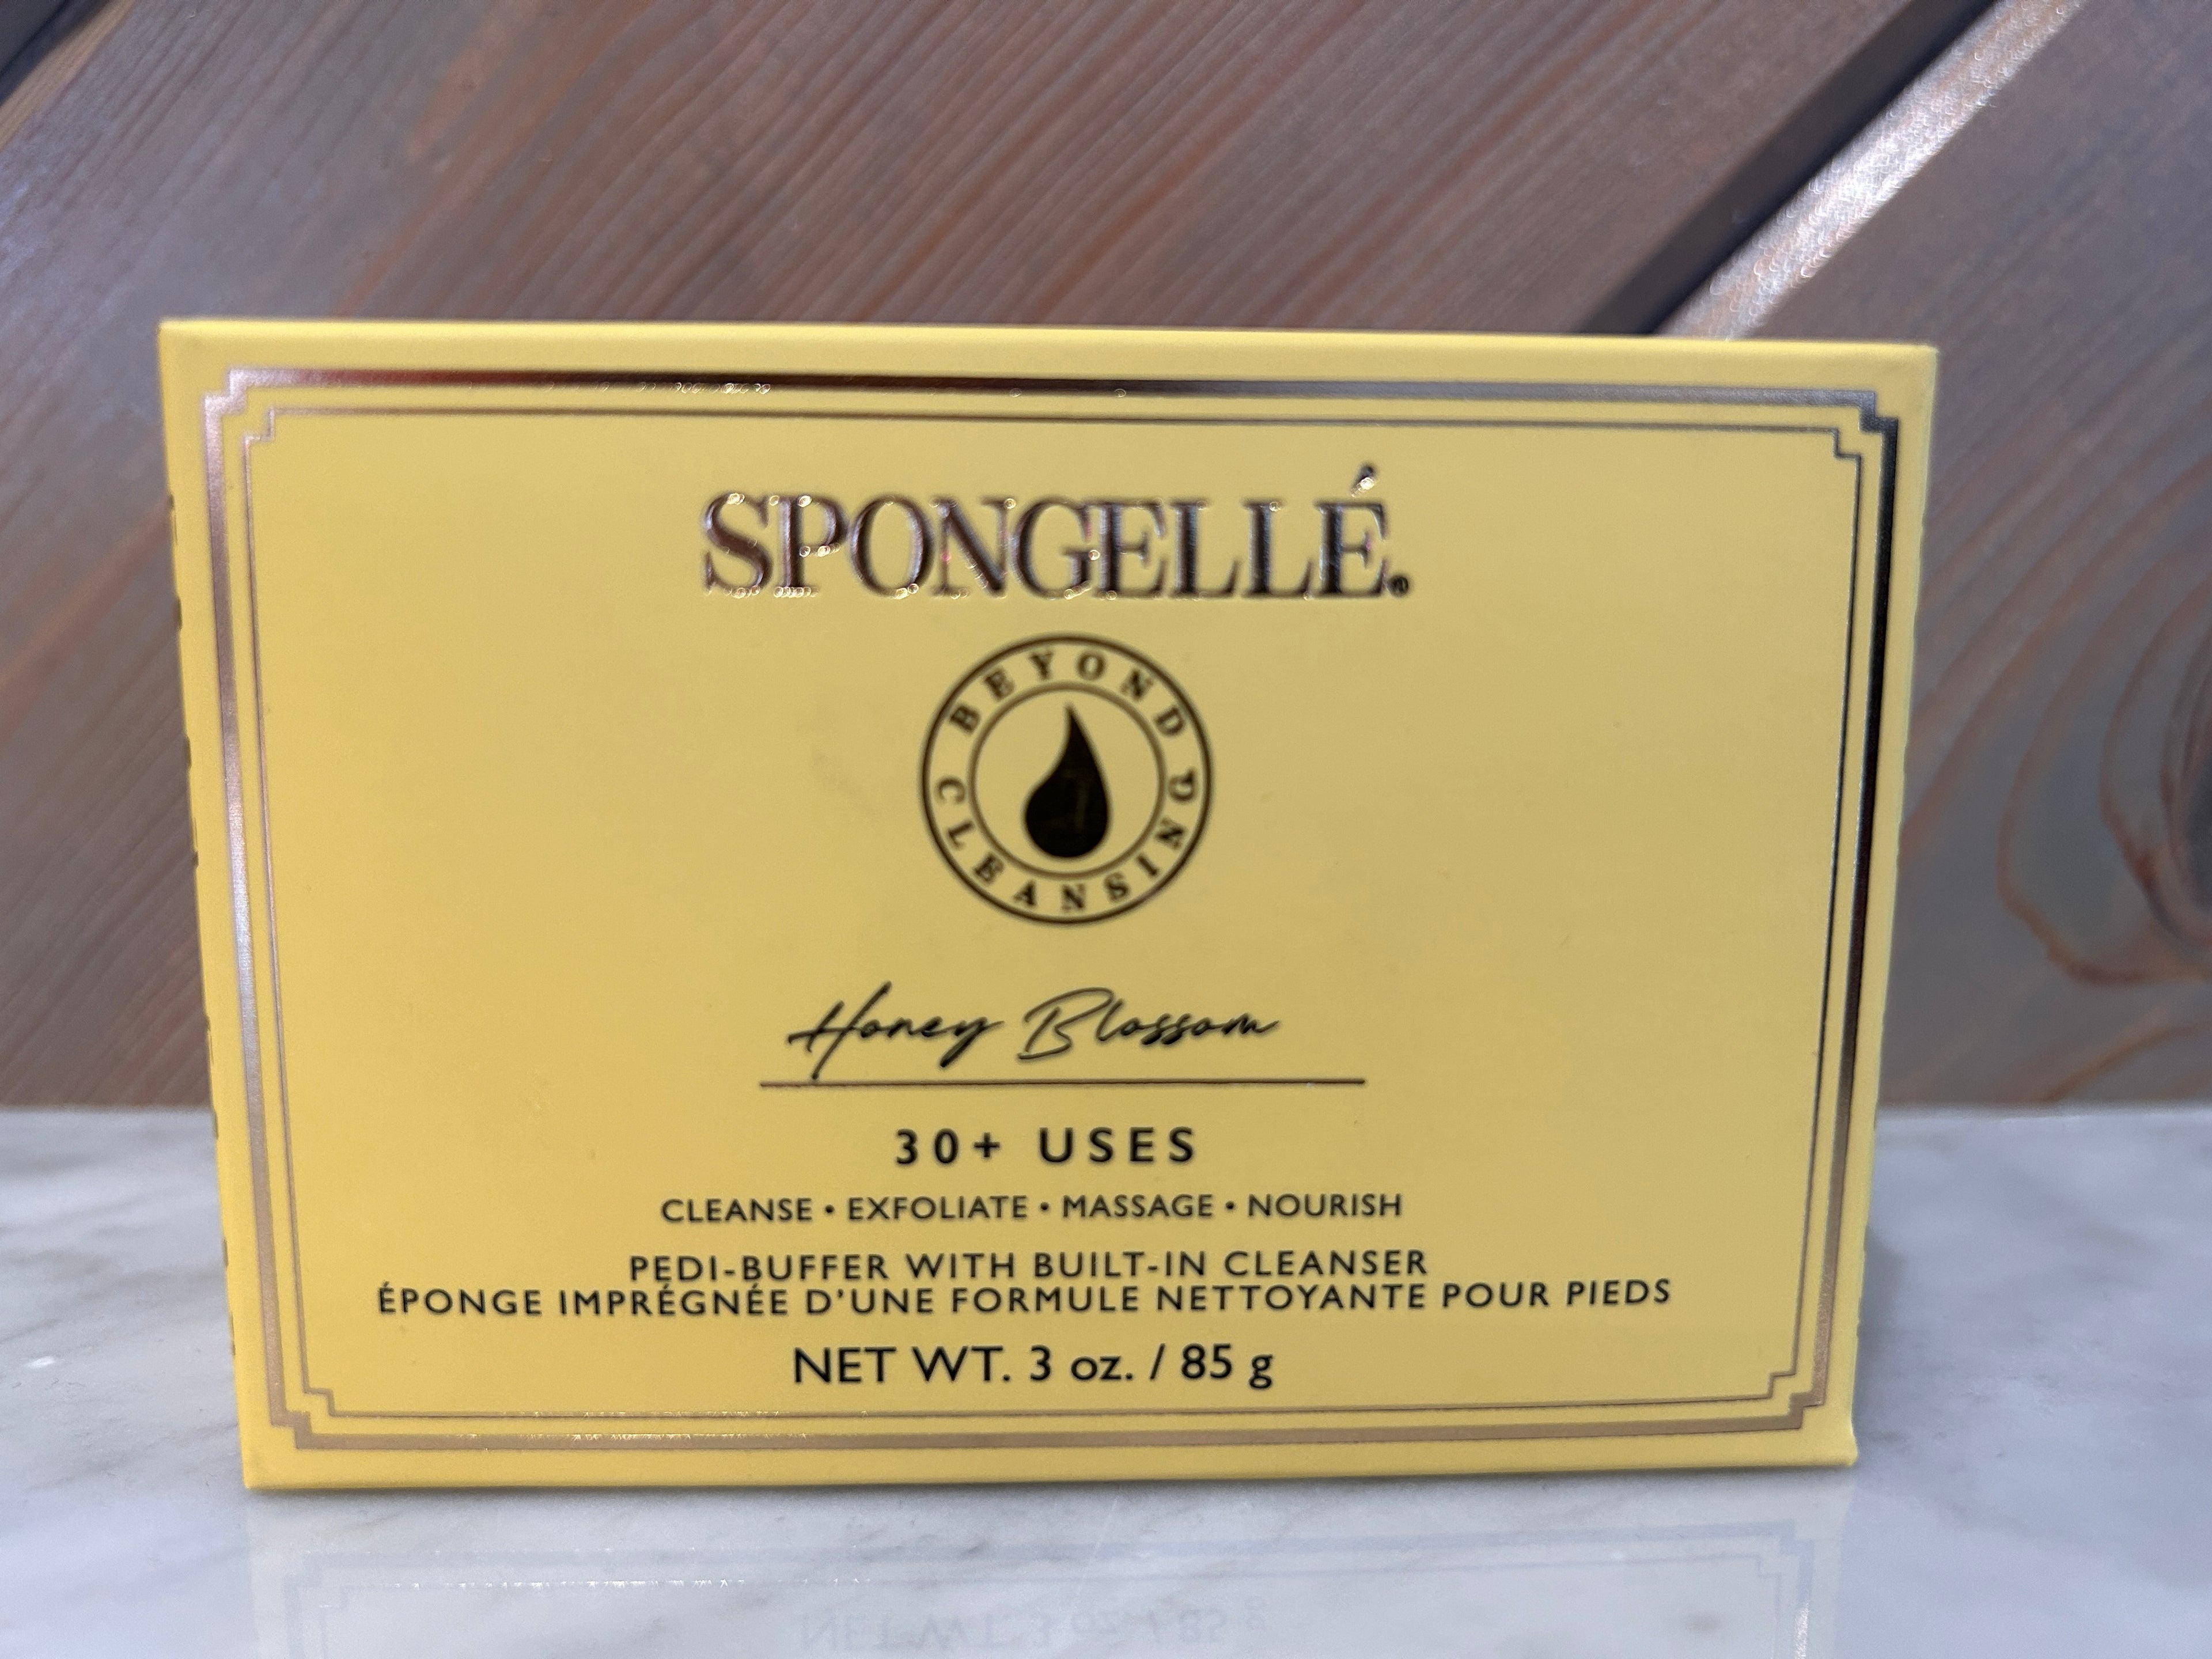 SPONGELLÉ®
BEYOND
CLEANSING
Honey Blossom
30+ USES
CLEANSE • EXFOLIATE • MASSAGE • NOURISH
PEDI-BUFFER WITH BUILT-IN CLEANSER
ÉPONGE IMPRÉGNÉE D'UNE FORMULE NETTOYANTE POUR PIEDS
NET WT. 3 oz. / 85 g